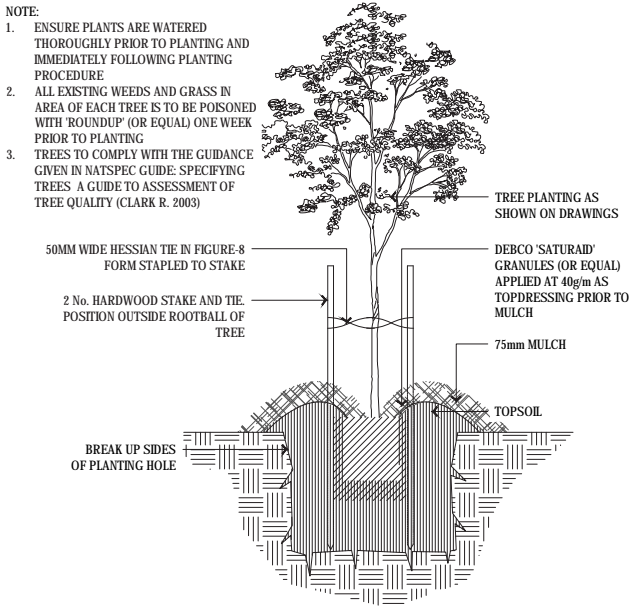 NOTE:
1. ENSURE PLANTS ARE WATERED
THOROUGHLY PRIOR TO PLANTING AND
IMMEDIATELY FOLLOWING PLANTING
PROCEDURE
2. ALL EXISTING WEEDS AND GRASS IN
AREA OF EACH TREE IS TO BE POISONED
WITH 'ROUNDUP' (OR EQUAL) ONE WEEK
PRIOR TO PLANTING
3. TREES TO COMPLY WITH THE GUIDANCE
GIVEN IN NATSPEC GUIDE: SPECIFYING
TREES A GUIDE TO ASSESSMENT OF
TREE QUALITY (CLARK R. 2003)
TREE PLANTING AS
SHOWN ON DRAWINGS
50MM WIDE HESSIAN TIE IN FIGURE-8
FORM STAPLED TO STAKE
DEBCO 'SATURAID'
GRANULES (OR EQUAL)
APPLIED AT 40g/m AS
TOPDRESSING PRIOR TO
MULCH
2 No. HARDWOOD STAKE AND TIE.
POSITION OUTSIDE ROOTBALL OF
TREE
75mm MULCH
TOPSOIL
BREAK UP SIDES
OF PLANTING HOLE